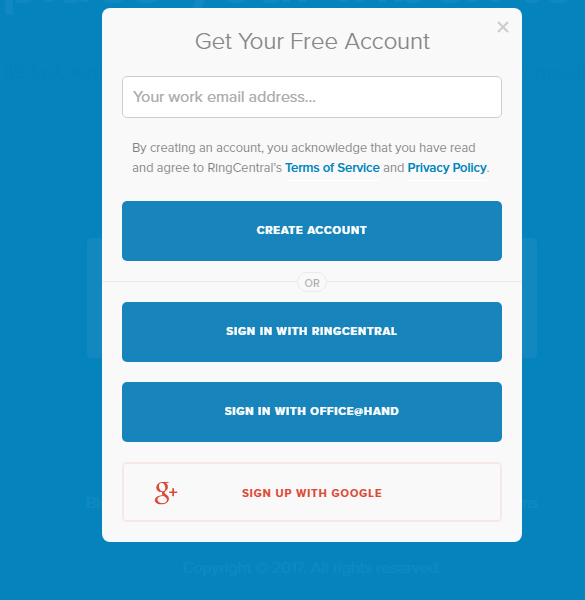 Get Your Free Account
×
Your work email address...
By creating an account, you acknowledge that you have read
and agree to RingCentral's Terms of Service and Privacy Policy.
CREATE ACCOUNT
OR
SIGN IN WITH RINGCENTRAL
SIGN IN WITH OFFICE@HAND
g+ SIGN UP WITH GOOGLE
Copyright © 2017. All rights reserved.